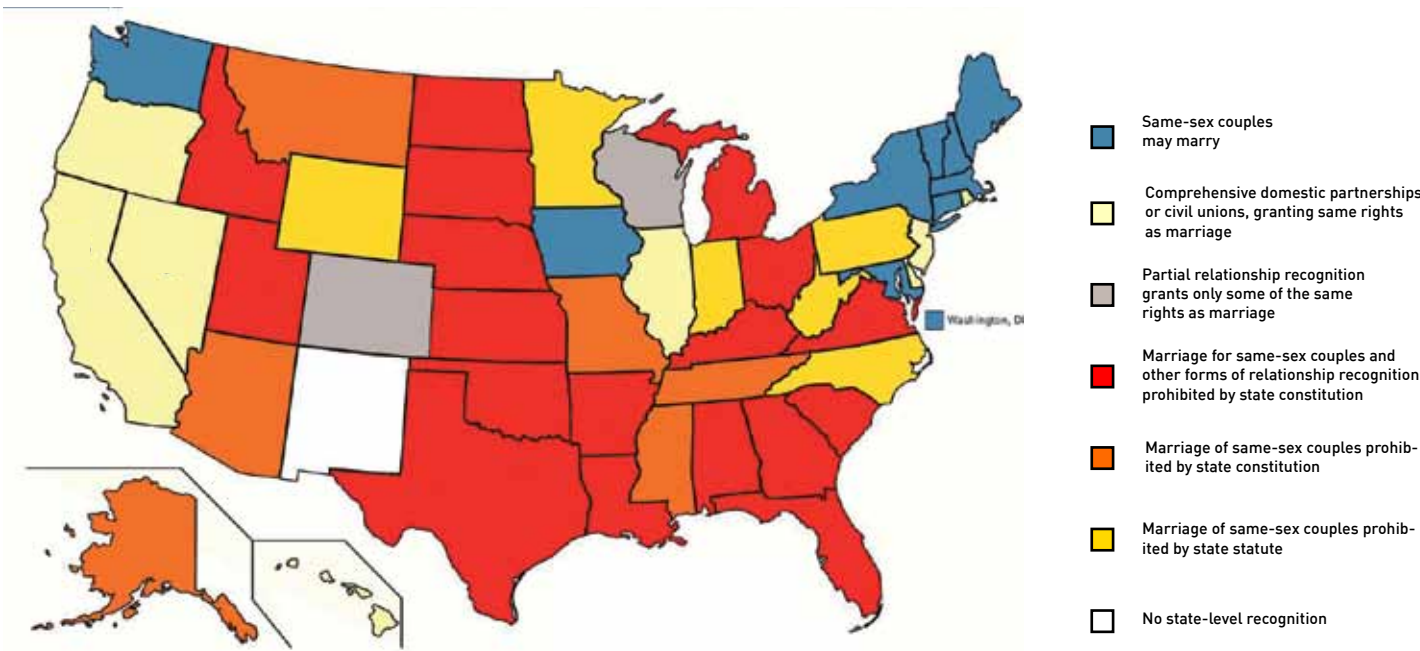 Washington, D
Same-sex couples
may marry
Comprehensive domestic partnerships
or civil unions, granting same rights
as marriage
Partial relationship recognition
grants only some of the same
rights as marriage
Marriage for same-sex couples and
other forms of relationship recognition
prohibited by state constitution
Marriage of same-sex couples prohib-
ited by state constitution
Marriage of same-sex couples prohib-
ited by state statute
No state-level recognition